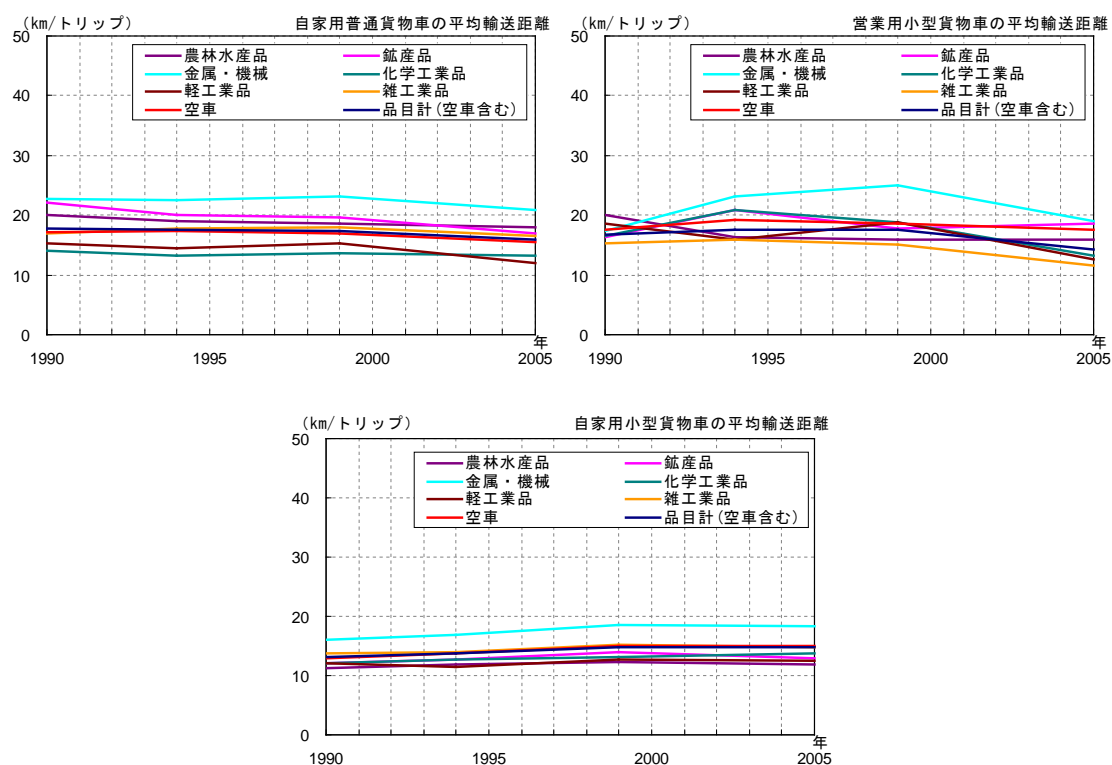 (km/トリップ) 自家用普通貨物車の平均輸送距離
50
40
30
20
10
0
農林水産品 鉱産品
金属・機械 化学工業品
軽工業品 雑工業品
空車 品目計(空車含む)
年
1990 1995 2000 2005
(km/トリップ) 営業用小型貨物車の平均輸送距離
50
40
30
20
10
0
農林水産品 鉱産品
金属・機械 化学工業品
軽工業品 雑工業品
空車 品目計(空車含む)
年
1990 1995 2000 2005
(km/トリップ) 自家用小型貨物車の平均輸送距離
50
40
30
20
10
0
農林水産品 鉱産品
金属・機械 化学工業品
軽工業品 雑工業品
空車 品目計(空車含む)
年
1990 1995 2000 2005